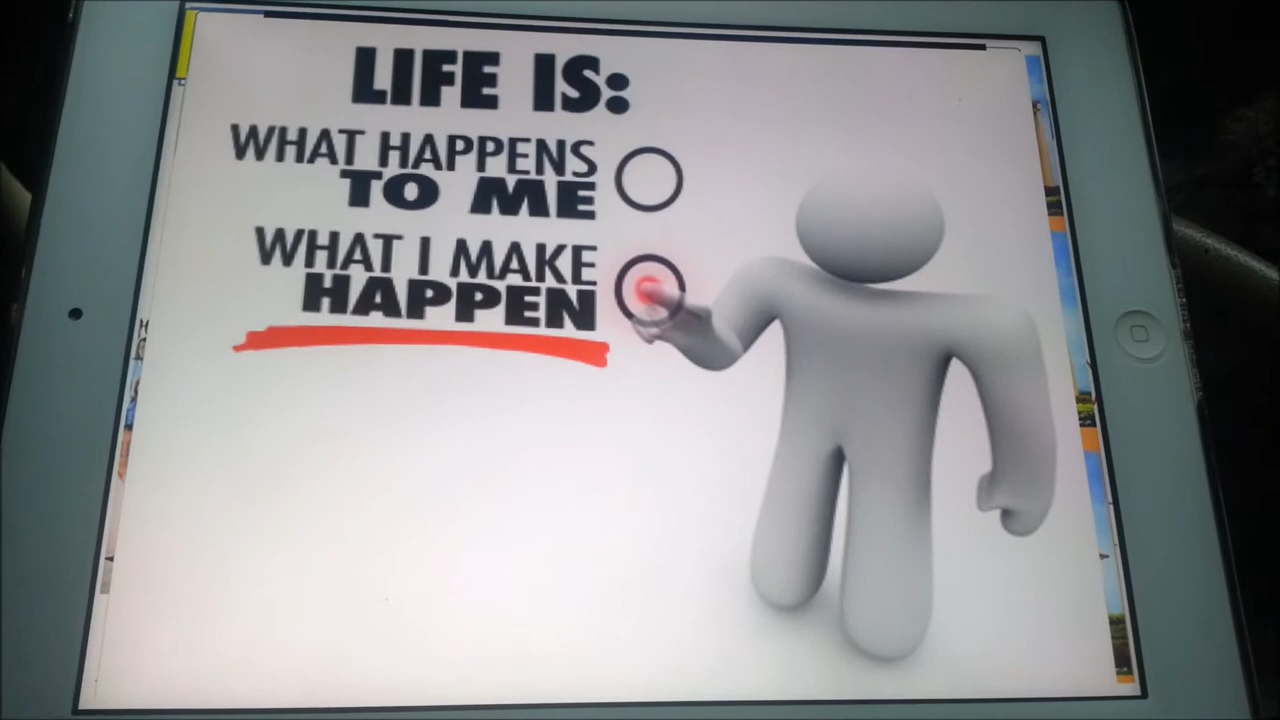 LIFE IS:
WHAT HAPPENS
TO ME
WHAT I MAKE
HAPPEN